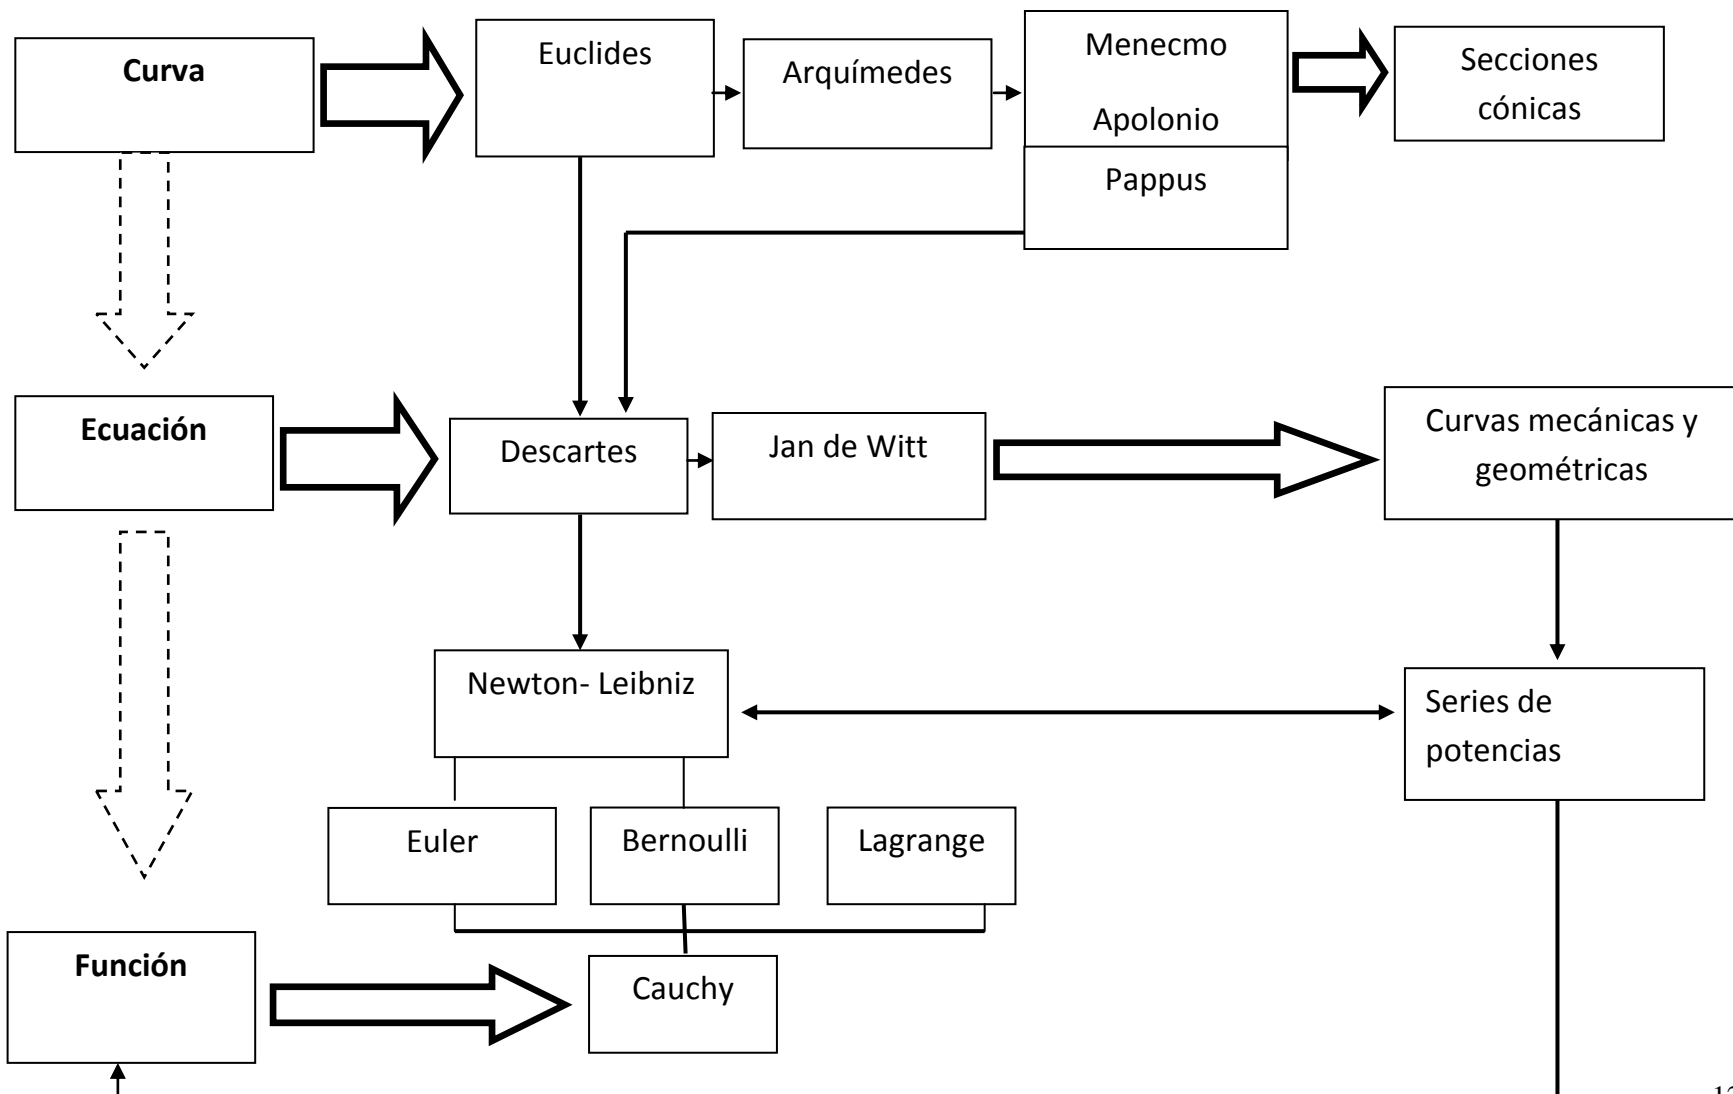 Curva
Euclides
Arquímedes
Menecmo
Apolonio
Pappus
Secciones
cónicas
Ecuación
Descartes
Jan de Witt
Curvas mecánicas y
geométricas
Newton- Leibniz
Series de
potencias
Euler
Bernoulli
Lagrange
Función
Cauchy